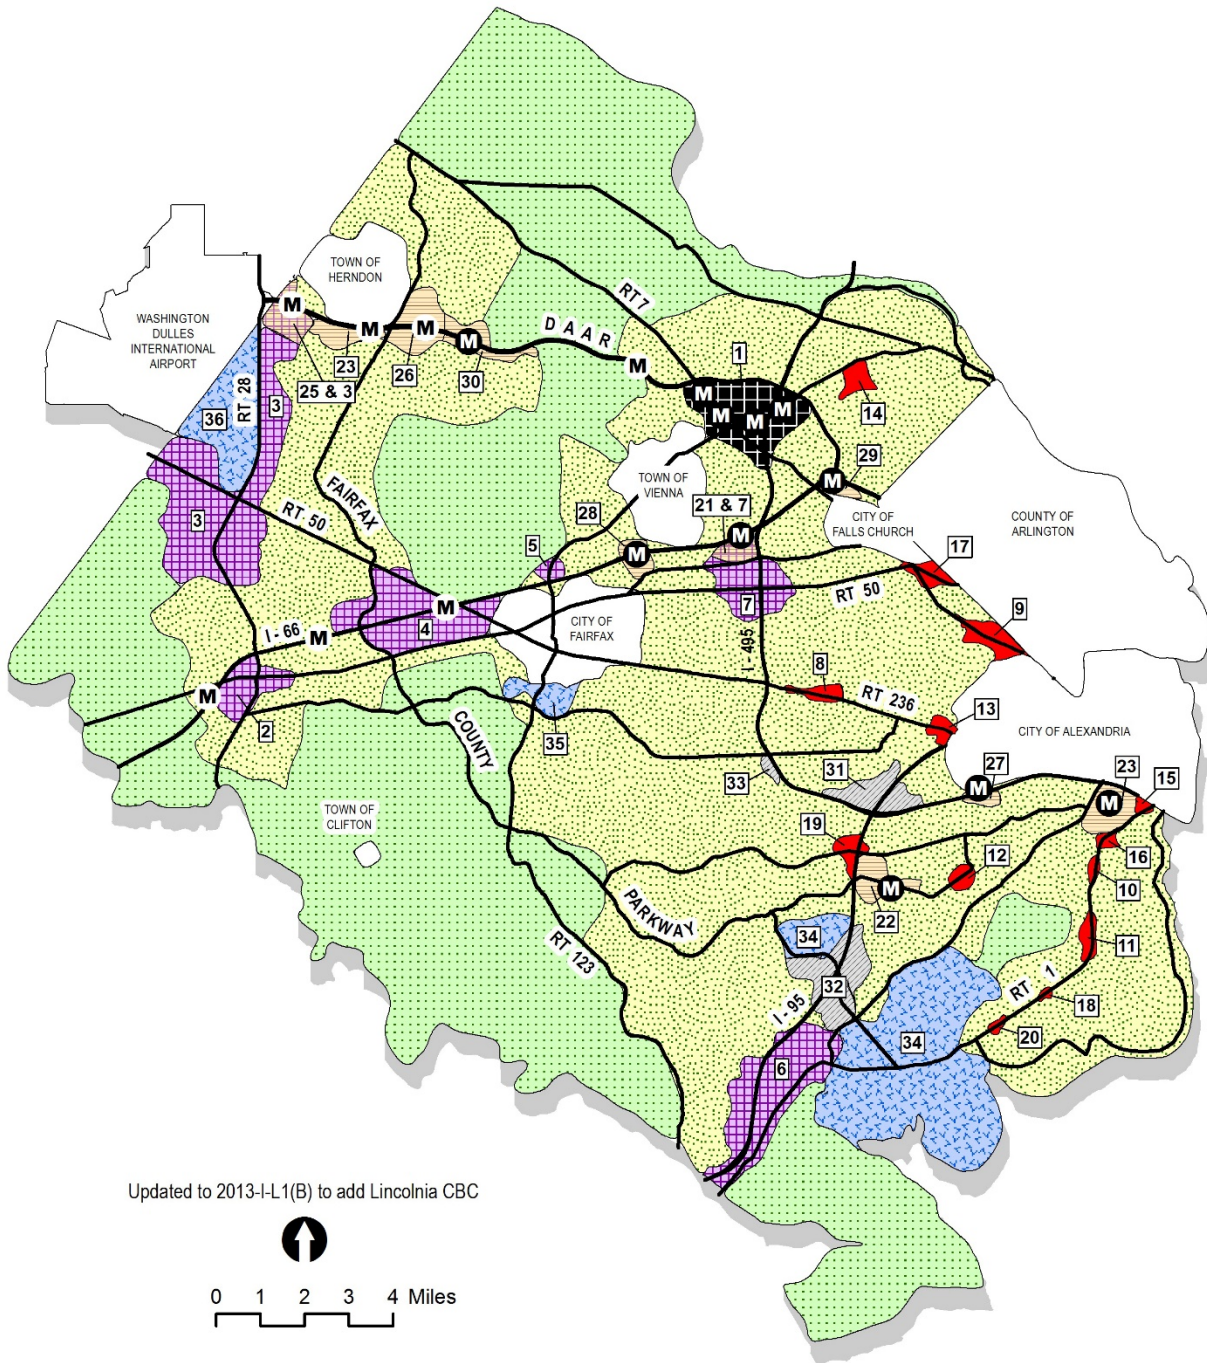 TOWN OF
HERNDON
WASHINGTON
DULLES
INTERNATIONAL
AIRPORT
M
M
M
M
23
25 & 3
26
30
RT 7
DAAR
M
1
M
M
M
M
14
36
RT 28
3
3
RT 50
FAIRFAX
TOWN OF
VIENNA
M
29
28
21 & 7
M
M
CITY OF
FALLS CHURCH
COUNTY OF
ARLINGTON
17
5
7
RT 50
9
I - 66
M
M
4
CITY OF
FAIRFAX
I - 495
8
RT 236
13
M
2
COUNTY
35
CITY OF ALEXANDRIA
33
31
27
M
23
M
15
TOWN OF
CLIFTON
19
12
16
10
M
22
PARKWAY
RT 123
34
11
32
I - 95
RT 1
18
20
34
6
Updated to 2013-I-L1(B) to add Lincolnia CBC
0 1 2 3 4 Miles